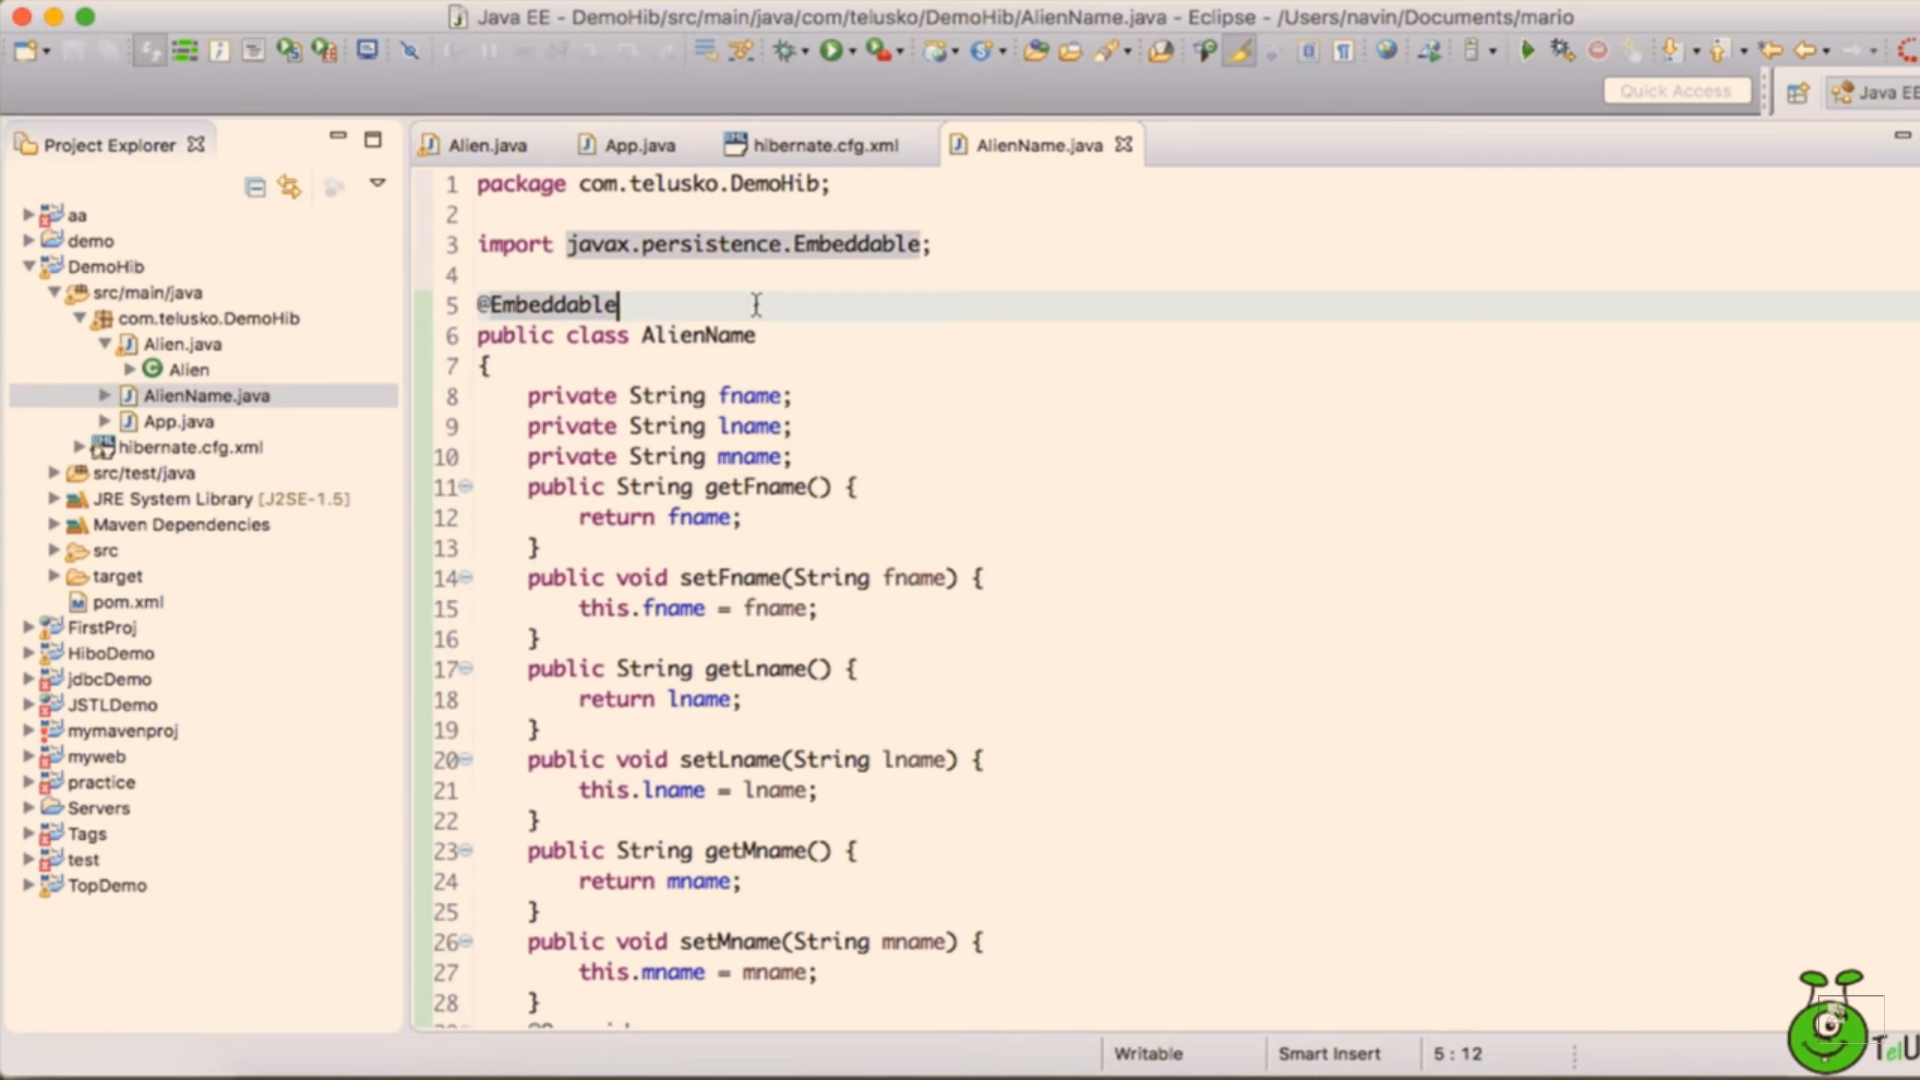 Java EE - DemoHib/src/main/java/com/telusko/DemoHib/AlienName.java - Eclipse - /Users/navin/Documents/mario
Quick Access
Java EE
Project Explorer
aa
demo
DemoHib
src/main/java
com.telusko.DemoHib
Alien.java
Alien
AlienName.java
App.java
hibernate.cfg.xml
src/test/java
JRE System Library [J2SE-1.5]
Maven Dependencies
src
target
pom.xml
FirstProj
HiboDemo
jdbcDemo
JSTLDemo
mymavenproj
myweb
practice
Servers
Tags
test
TopDemo
Alien.java App.java hibernate.cfg.xml AlienName.java
1 package com.telusko.DemoHib;
2
3 import javax.persistence.Embeddable;
4
5 @Embeddable
6 public class AlienName
7 {
8 private String fname;
9 private String lname;
10 private String mname;
11 public String getFname() {
12 return fname;
13 }
14 public void setFname(String fname) {
15 this.fname = fname;
16 }
17 public String getLname() {
18 return lname;
19 }
20 public void setLname(String lname) {
21 this.lname = lname;
22 }
23 public String getMname() {
24 return mname;
25 }
26 public void setMname(String mname) {
27 this.mname = mname;
28 }
Writable Smart Insert 5 : 12
TelU